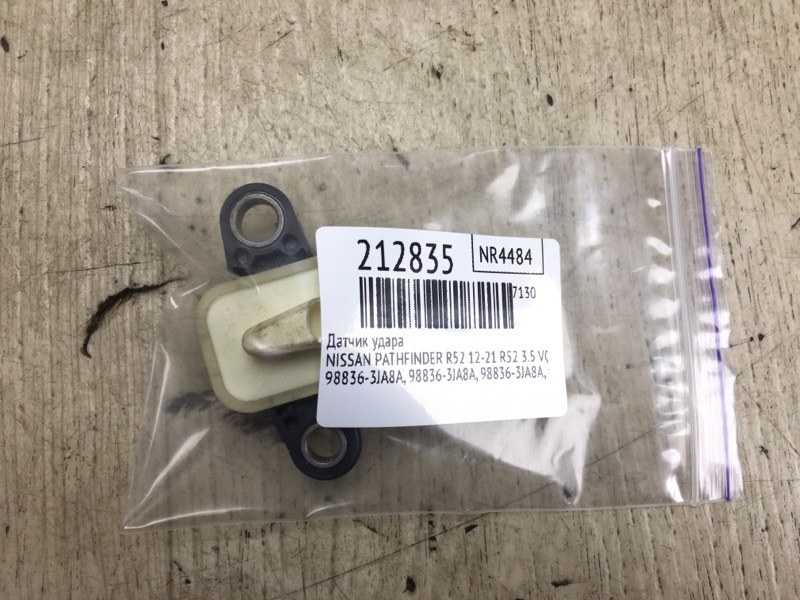 212835
NR4484
7130
Датчик удара
NISSAN PATHFINDER R52 12-21 R52 3.5 VQ
98836-3JA8A, 98836-3JA8A, 98836-3JA8A,